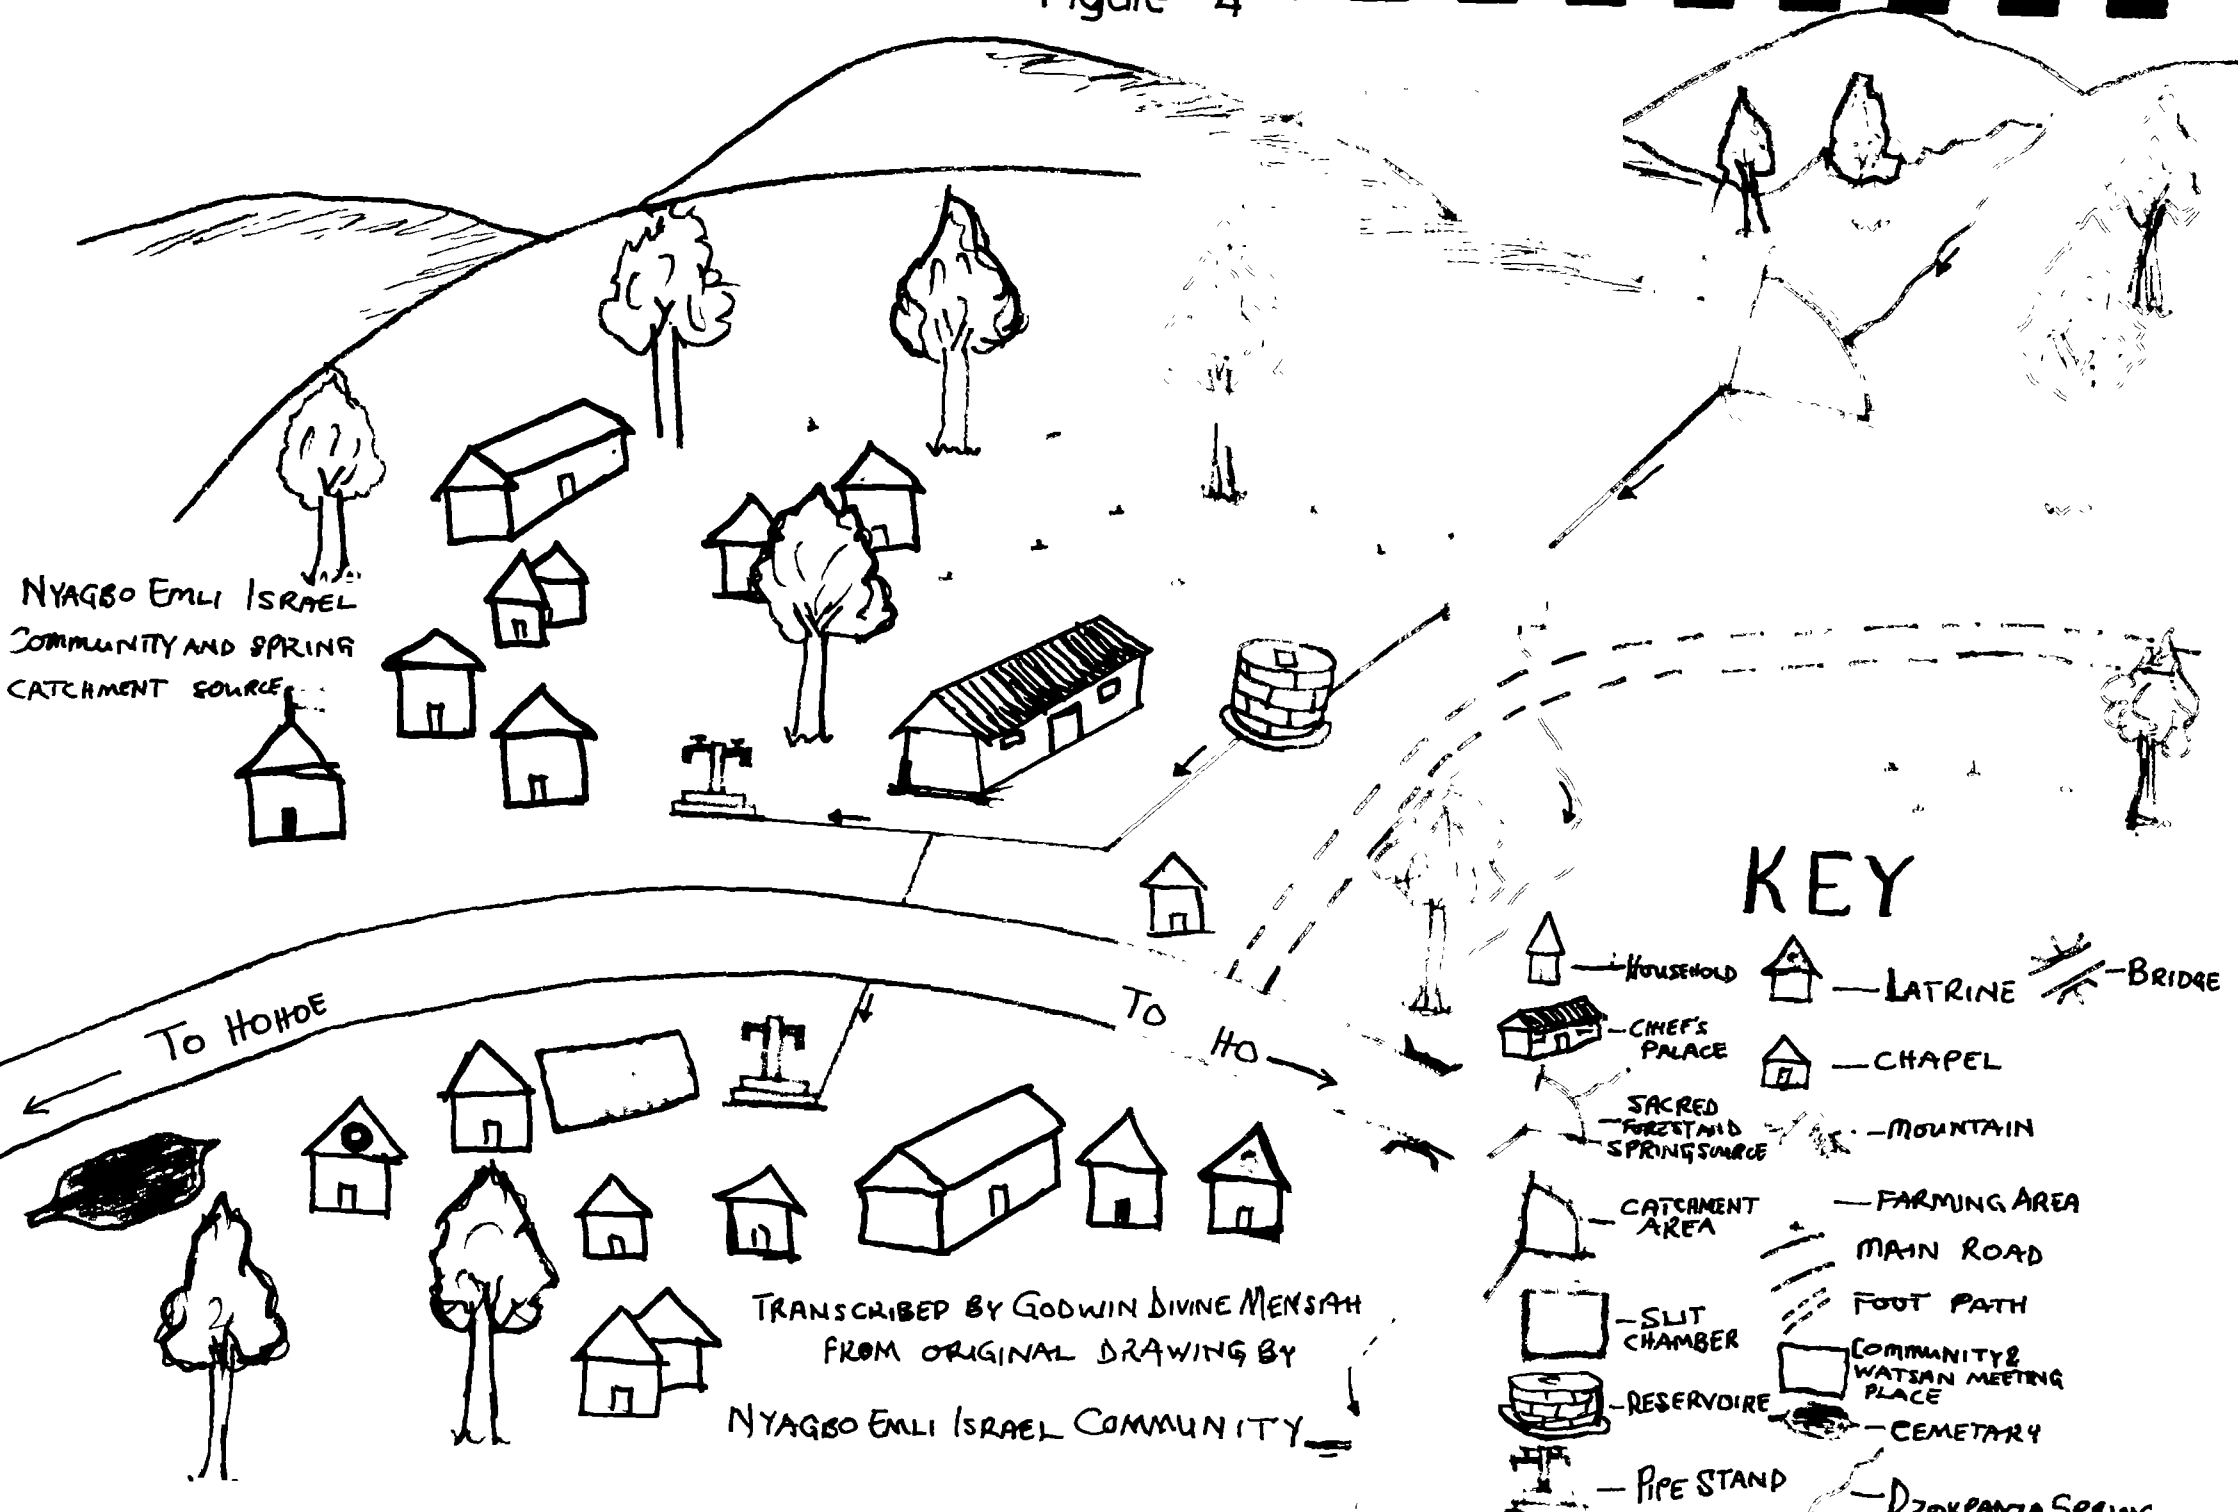 Figure 4
NYAGBO EMLI ISRAEL
COMMUNITY AND SPRING
CATCHMENT SOURCE
TO HOHOE
TO HO
TRANSCRIBED BY GODWIN DIVINE MENSAH
FROM ORIGINAL DRAWING BY
NYAGBO EMLI ISRAEL COMMUNITY
KEY
HOUSEHOLD
CHIEF'S
PALACE
SACRED
FOREST AND
SPRING SOURCE
CATCHMENT
AREA
SLIT
CHAMBER
RESERVOIRE
PIPE STAND
LATRINE
CHAPEL
MOUNTAIN
FARMING AREA
MAIN ROAD
FOOT PATH
COMMUNITY &
WATSAN MEETING
PLACE
CEMETARY
BRIDGE